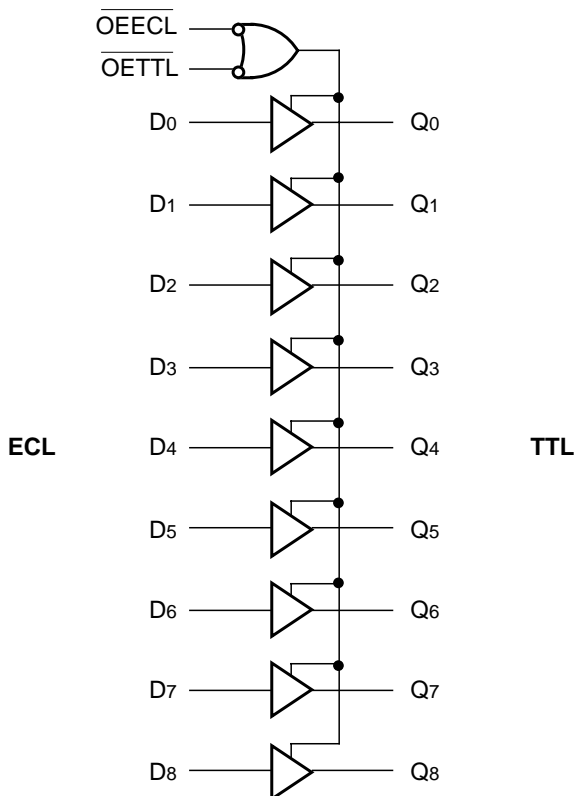 OEECL
OETTL
D0 Q0
D1 Q1
D2 Q2
D3 Q3
ECL D4 Q4 TTL
D5 Q5
D6 Q6
D7 Q7
D8 Q8